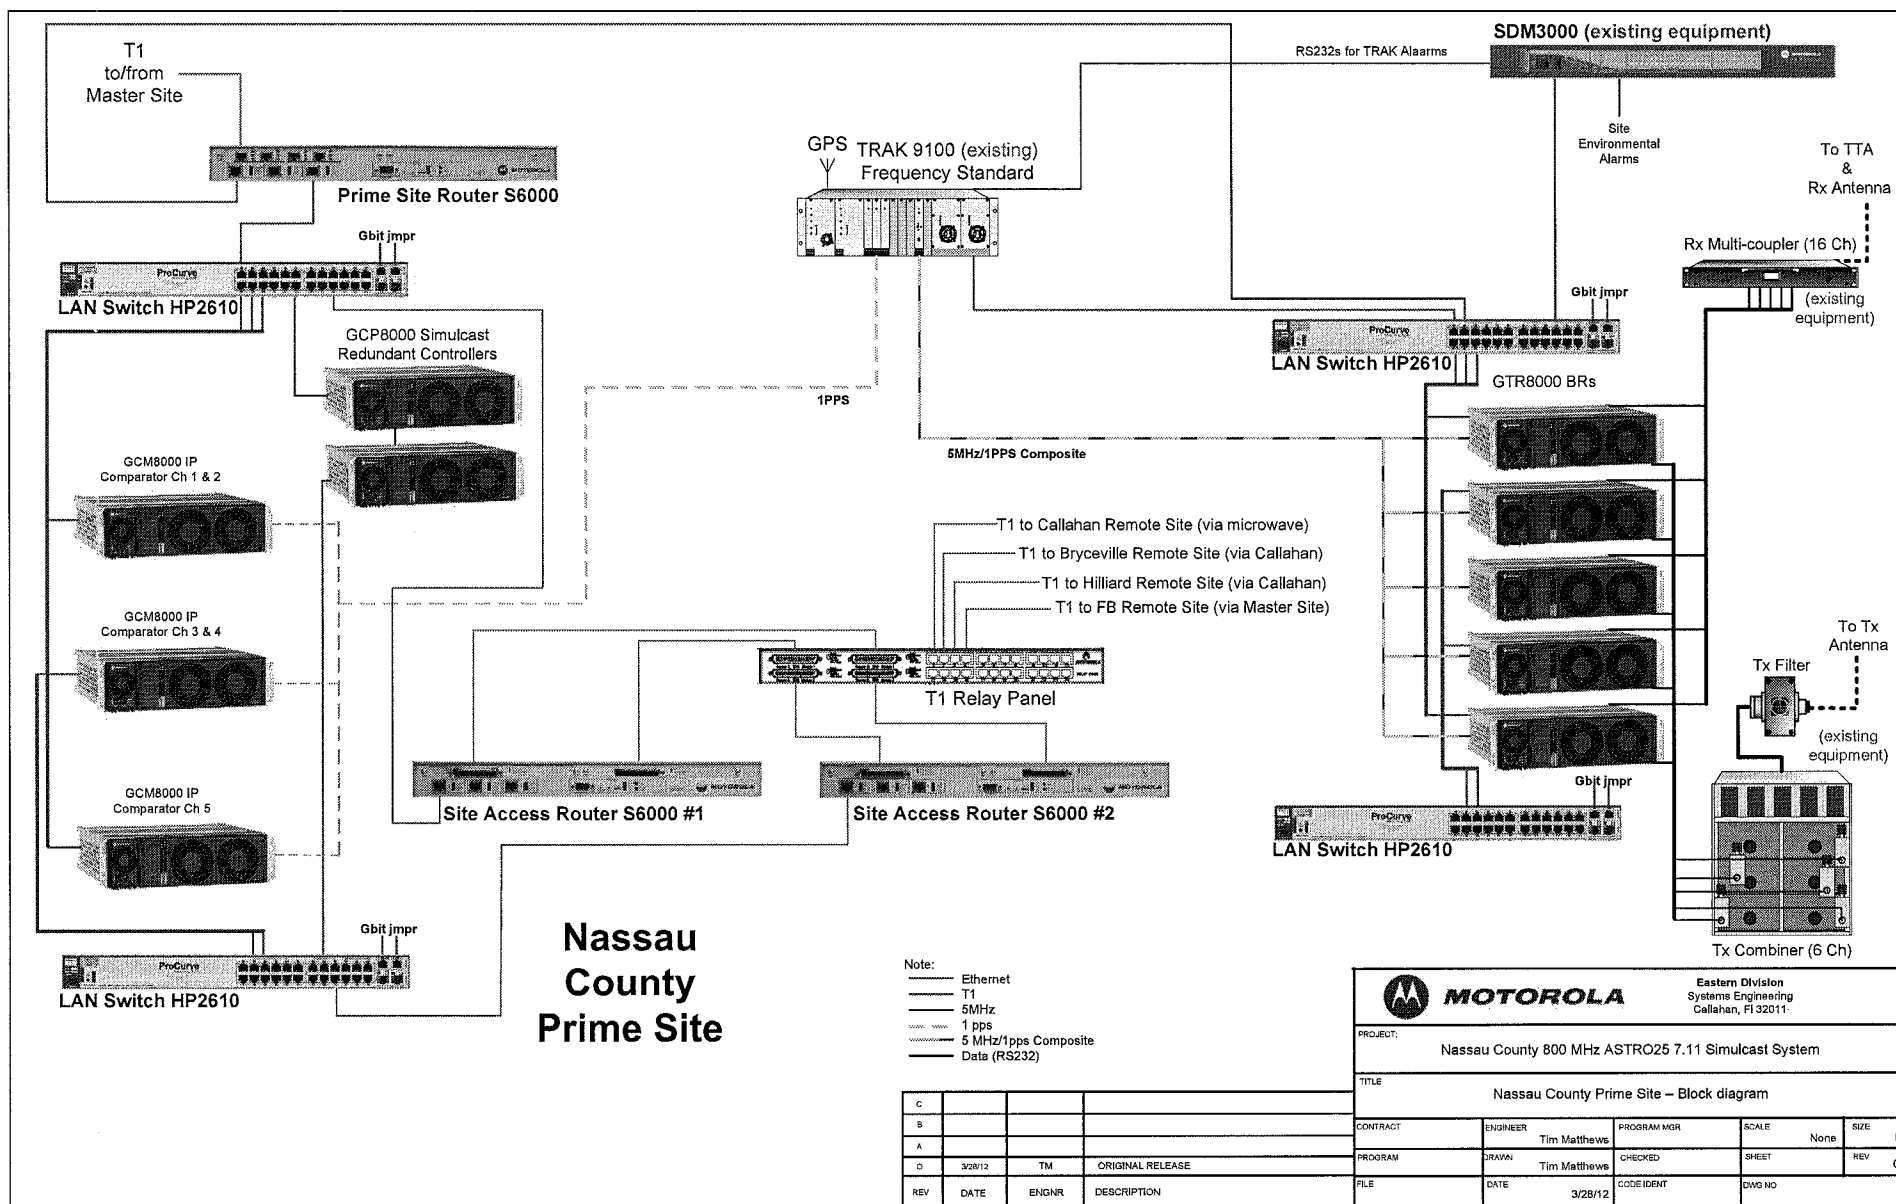 T1
to/from
Master Site
RS232s for TRAK Alaarms
SDM3000 (existing equipment)
Site
Environmental
Alarms
GPS
TRAK 9100 (existing)
Frequency Standard
To TTA
&
Rx Antenna
MOTOROLA
Prime Site Router S6000
Gbit jmpr
ProCurve
LAN Switch HP2610
Rx Multi-coupler (16 Ch)
(existing
equipment)
Gbit jmpr
ProCurve
LAN Switch HP2610
GCP8000 Simulcast
Redundant Controllers
GTR8000 BRs
1PPS
5MHz/1PPS Composite
GCM8000 IP
Comparator Ch 1 & 2
T1 to Callahan Remote Site (via microwave)
T1 to Bryceville Remote Site (via Callahan)
T1 to Hilliard Remote Site (via Callahan)
T1 to FB Remote Site (via Master Site)
GCM8000 IP
Comparator Ch 3 & 4
T1 Relay Panel
To Tx
Antenna
Tx Filter
(existing
equipment)
GCM8000 IP
Comparator Ch 5
MOTOROLA
Site Access Router S6000 #1
MOTOROLA
Site Access Router S6000 #2
Gbit jmpr
ProCurve
LAN Switch HP2610
Tx Combiner (6 Ch)
Gbit jmpr
ProCurve
LAN Switch HP2610
Nassau
County
Prime Site
Note:
Ethernet
T1
5MHz
1 pps
5 MHz/1pps Composite
Data (RS232)
MOTOROLA
Eastern Division
Systems Engineering
Callahan, Fl 32011
PROJECT:
Nassau County 800 MHz ASTRO25 7.11 Simulcast System
TITLE
Nassau County Prime Site – Block diagram
CONTRACT
ENGINEER
Tim Matthews
PROGRAM MGR
SCALE
None
SIZE
PROGRAM
DRAWN
Tim Matthews
CHECKED
SHEET
REV
FILE
DATE
3/28/12
CODE IDENT
DWG NO
C
B
A
O 3/28/12 TM ORIGINAL RELEASE
REV DATE ENGNR DESCRIPTION